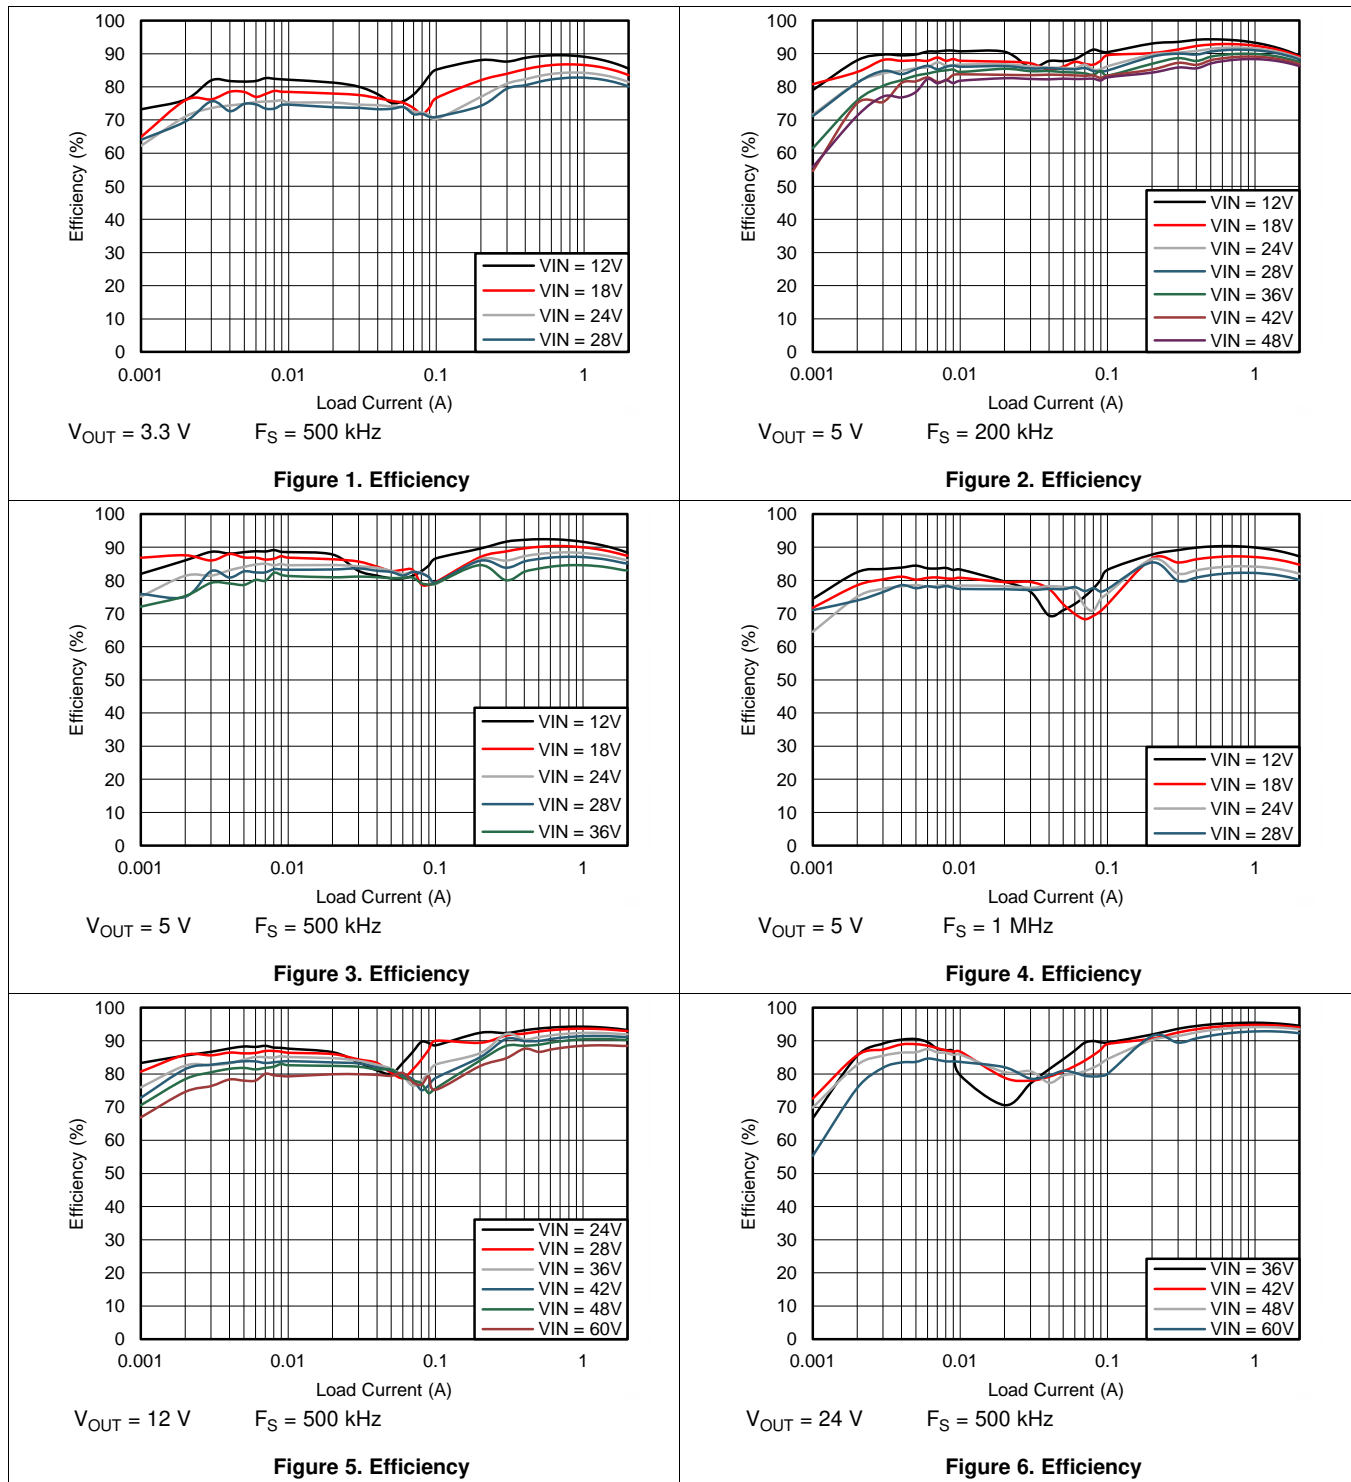 100
90
80
70
60
50
40
30
20
10
0
Efficiency (%)
VIN = 12V
VIN = 18V
VIN = 24V
VIN = 28V
0.001 0.01 0.1 1
Load Current (A)
VOUT = 3.3 V FS = 500 kHz
Figure 1. Efficiency
100
90
80
70
60
50
40
30
20
10
0
Efficiency (%)
VIN = 12V
VIN = 18V
VIN = 24V
VIN = 28V
VIN = 36V
VIN = 42V
VIN = 48V
0.001 0.01 0.1 1
Load Current (A)
VOUT = 5 V FS = 200 kHz
Figure 2. Efficiency
100
90
80
70
60
50
40
30
20
10
0
Efficiency (%)
VIN = 12V
VIN = 18V
VIN = 24V
VIN = 28V
VIN = 36V
0.001 0.01 0.1 1
Load Current (A)
VOUT = 5 V FS = 500 kHz
Figure 3. Efficiency
100
90
80
70
60
50
40
30
20
10
0
Efficiency (%)
VIN = 12V
VIN = 18V
VIN = 24V
VIN = 28V
0.001 0.01 0.1 1
Load Current (A)
VOUT = 5 V FS = 1 MHz
Figure 4. Efficiency
100
90
80
70
60
50
40
30
20
10
0
Efficiency (%)
VIN = 24V
VIN = 28V
VIN = 36V
VIN = 42V
VIN = 48V
VIN = 60V
0.001 0.01 0.1 1
Load Current (A)
VOUT = 12 V FS = 500 kHz
Figure 5. Efficiency
100
90
80
70
60
50
40
30
20
10
0
Efficiency (%)
VIN = 36V
VIN = 42V
VIN = 48V
VIN = 60V
0.001 0.01 0.1 1
Load Current (A)
VOUT = 24 V FS = 500 kHz
Figure 6. Efficiency